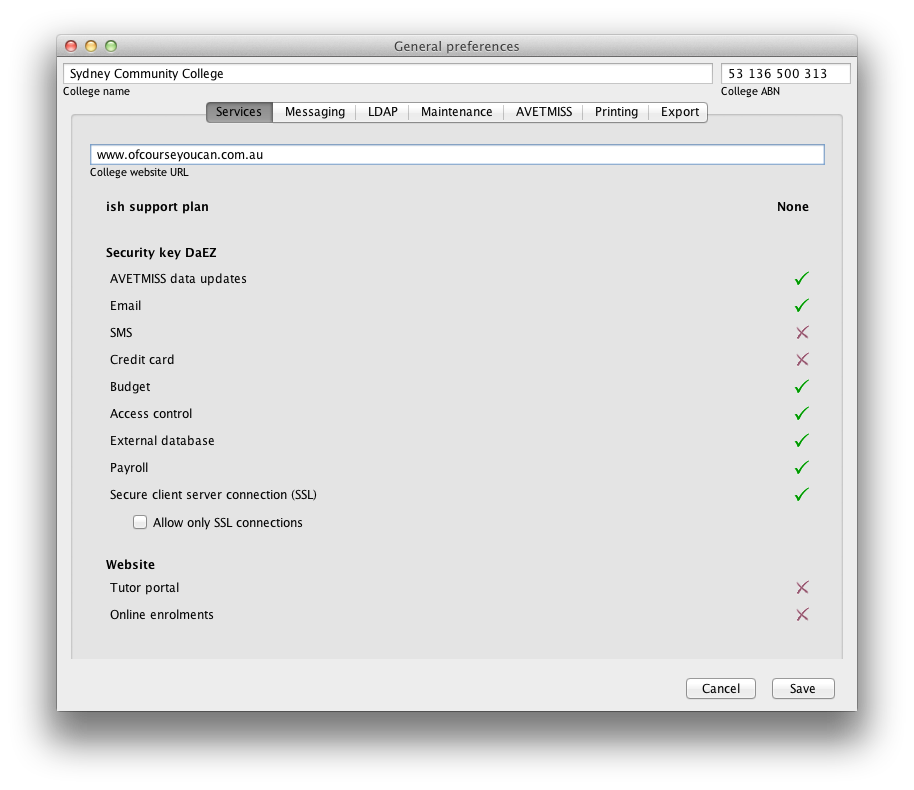 General preferences
Sydney Community College
53 136 500 313
College name
College ABN
Services Messaging LDAP Maintenance AVETMISS Printing Export
www.ofcourseyoucan.com.au
College website URL
ish support plan None
Security key DaEZ
AVETMISS data updates
Email
SMS
Credit card
Budget
Access control
External database
Payroll
Secure client server connection (SSL)
Allow only SSL connections
Website
Tutor portal
Online enrolments
Cancel Save